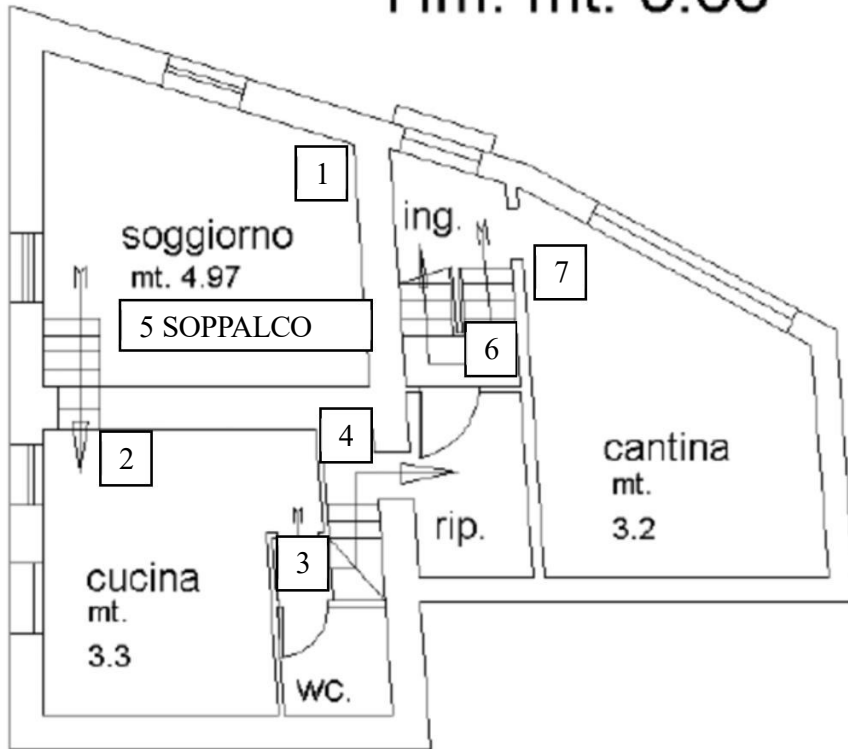 1
ing.
soggiorno
mt. 4.97
7
5 SOPPALCO
6
4
2
cantina
mt.
3.2
rip.
3
cucina
mt.
3.3
wc.